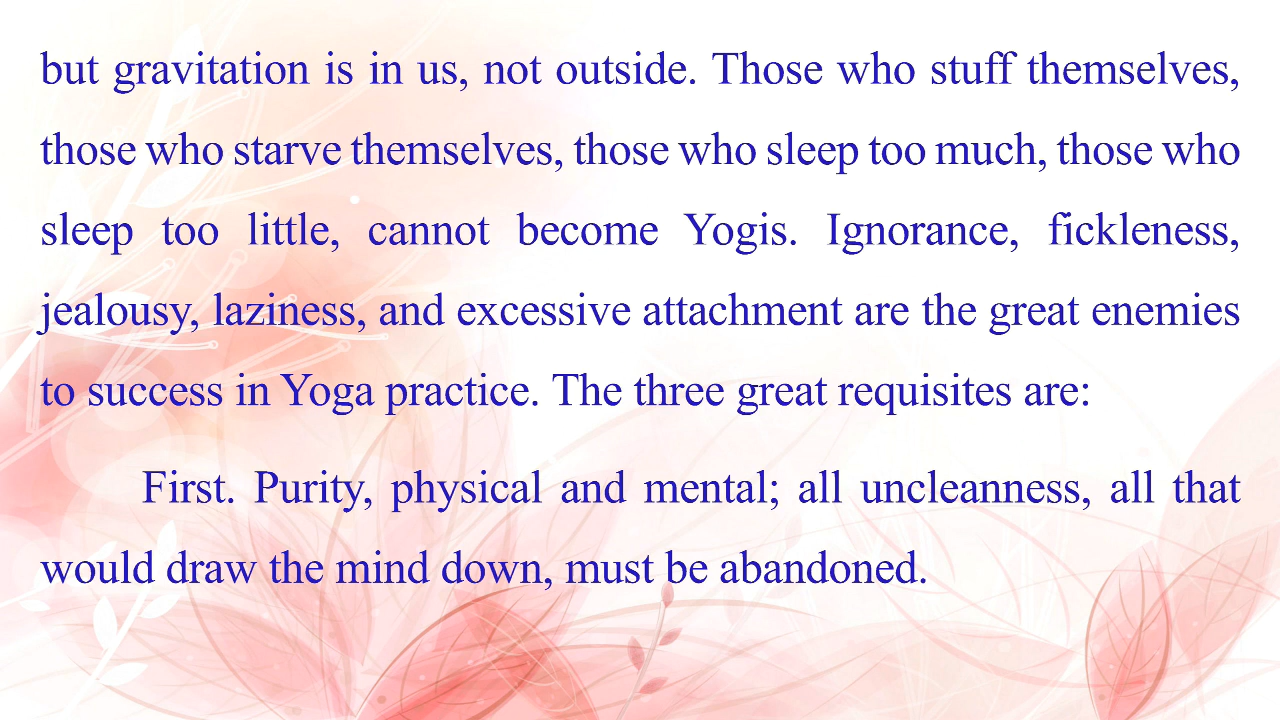 but gravitation is in us, not outside. Those who stuff themselves,
those who starve themselves, those who sleep too much, those who
sleep too little, cannot become Yogis. Ignorance, fickleness,
jealousy, laziness, and excessive attachment are the great enemies
to success in Yoga practice. The three great requisites are:
First. Purity, physical and mental; all uncleanness, all that
would draw the mind down, must be abandoned.